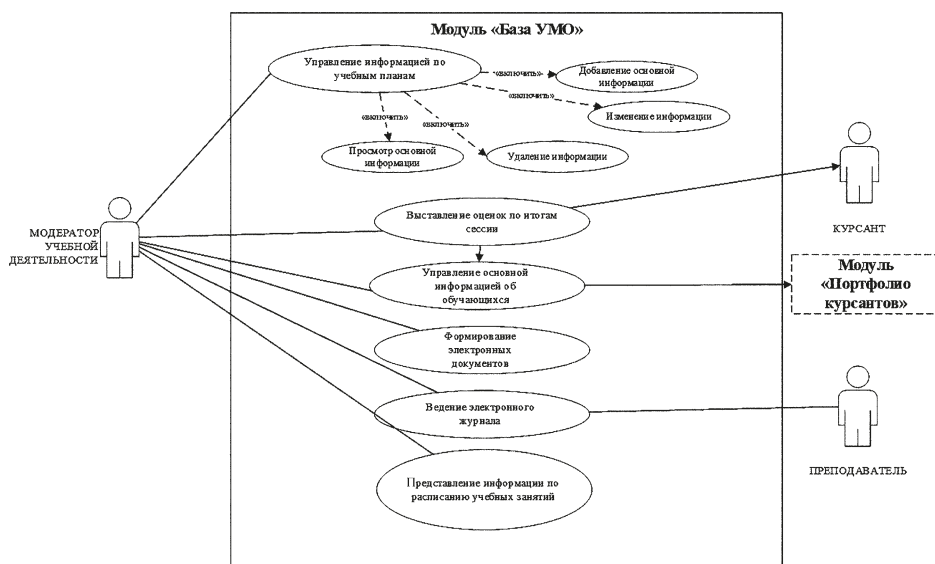 Модуль «База УМО»
Управление информацией по
учебным планам
«включить»
Добавление основной
информации
«включить»
Изменение информации
«включить»
«включить»
Просмотр основной
информации
Удаление информации
Выставление оценок по итогам
сессии
КУРСАНТ
МОДЕРАТОР
УЧЕБНОЙ
ДЕЯТЕЛЬНОСТИ
Управление основной
информацией об
обучающихся
Модуль
«Портфолио
курсантов»
Формирование
электронных
документов
Ведение электронного
журнала
ПРЕПОДАВАТЕЛЬ
Представление информации по
расписанию учебных занятий